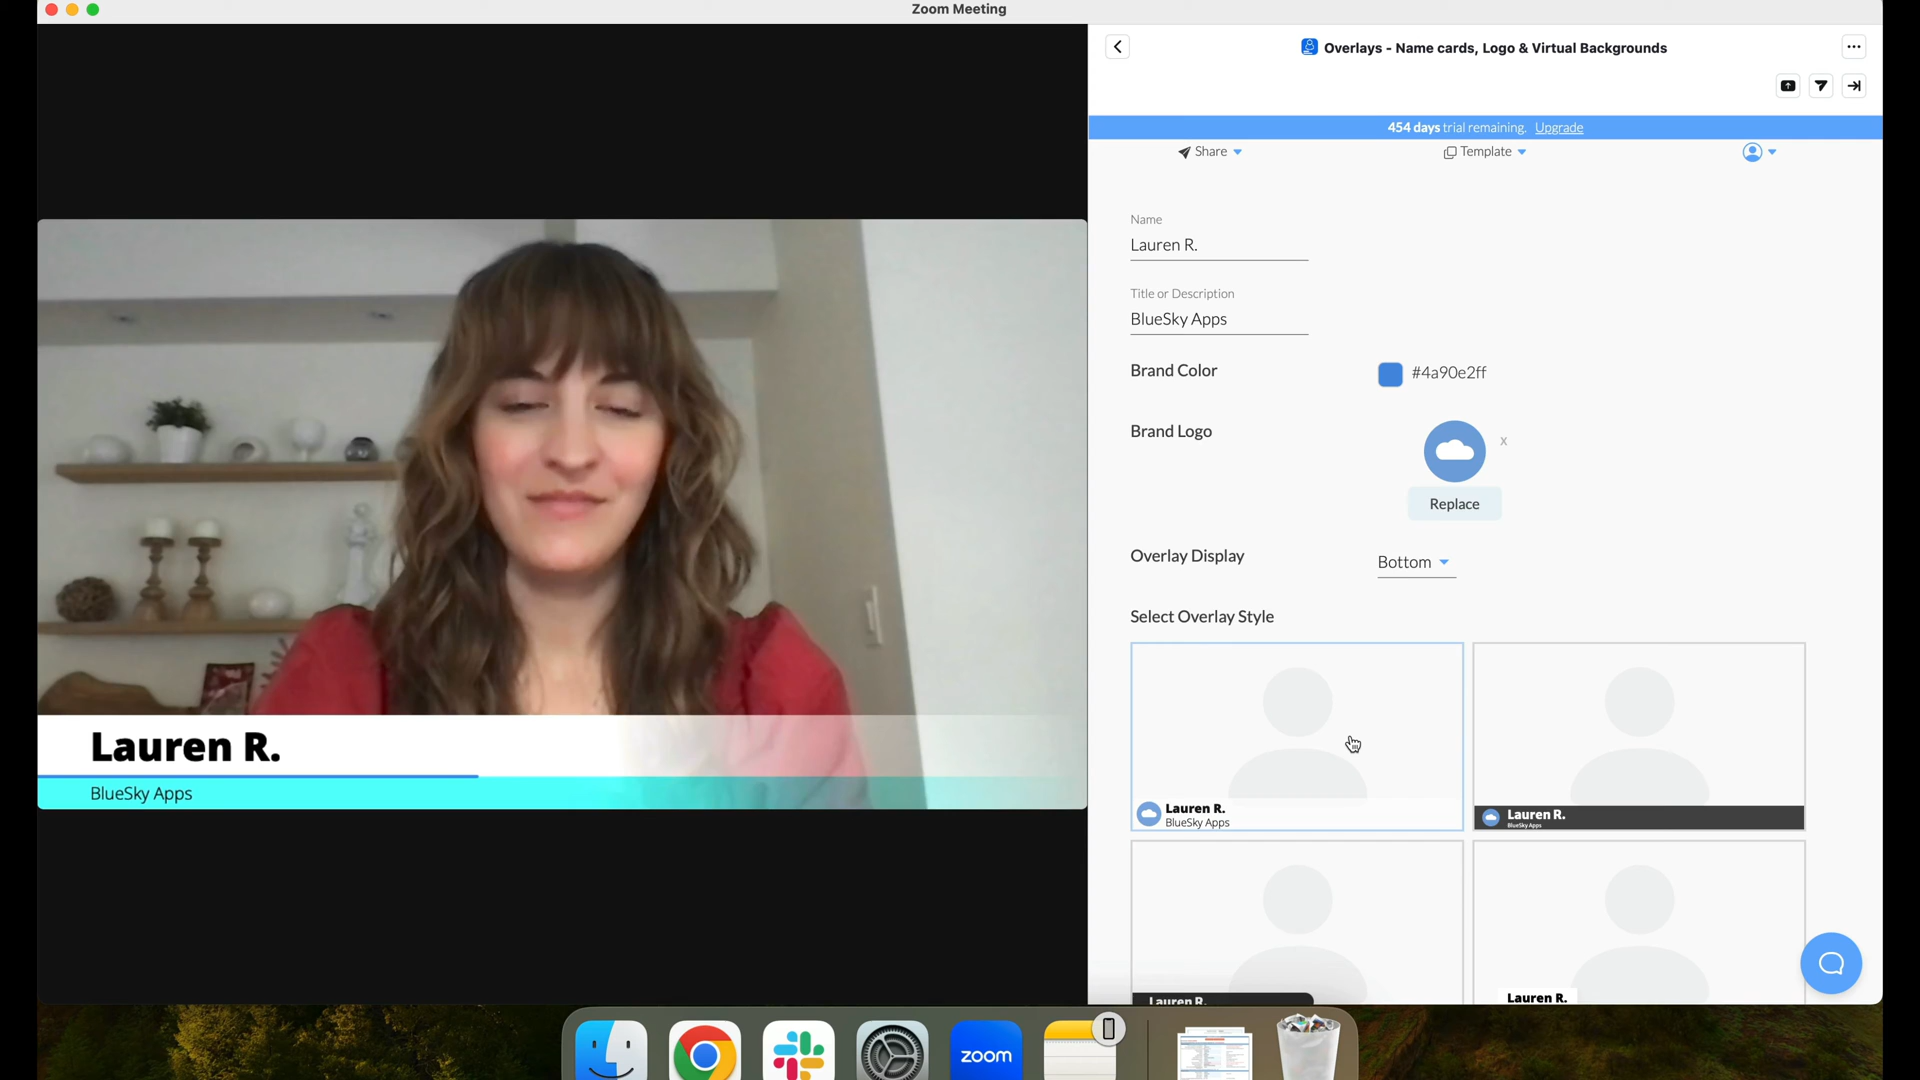 Zoom Meeting
Overlays - Name cards, Logo & Virtual Backgrounds
454 days trial remaining. Upgrade
Share
Template
Name
Lauren R.
Title or Description
BlueSky Apps
Brand Color
#4a90e2ff
Brand Logo
x
Replace
Overlay Display
Bottom
Select Overlay Style
Lauren R.
BlueSky Apps
Lauren R.
BlueSky Apps
Lauren R.
BlueSky Apps
Lauren R.
Lauren R.
zoom